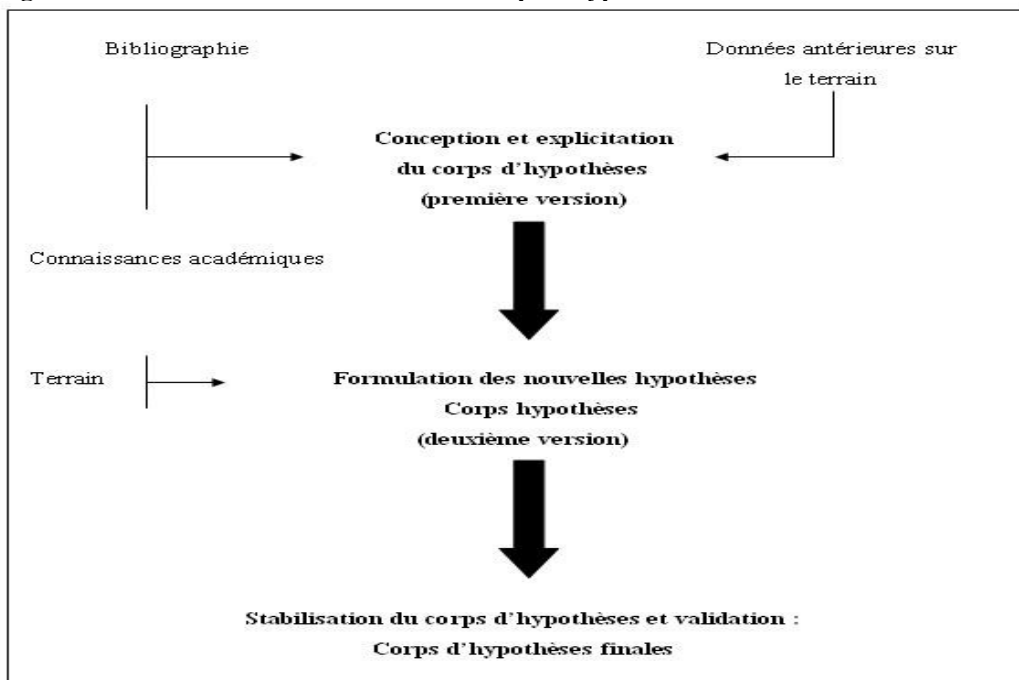 Bibliographie
Données antérieures sur
le terrain
Conception et explicitation
du corps d'hypothèses
(première version)
Connaissances académiques
Terrain
Formulation des nouvelles hypothèses
Corps hypothèses
(deuxième version)
Stabilisation du corps d'hypothèses et validation :
Corps d'hypothèses finales